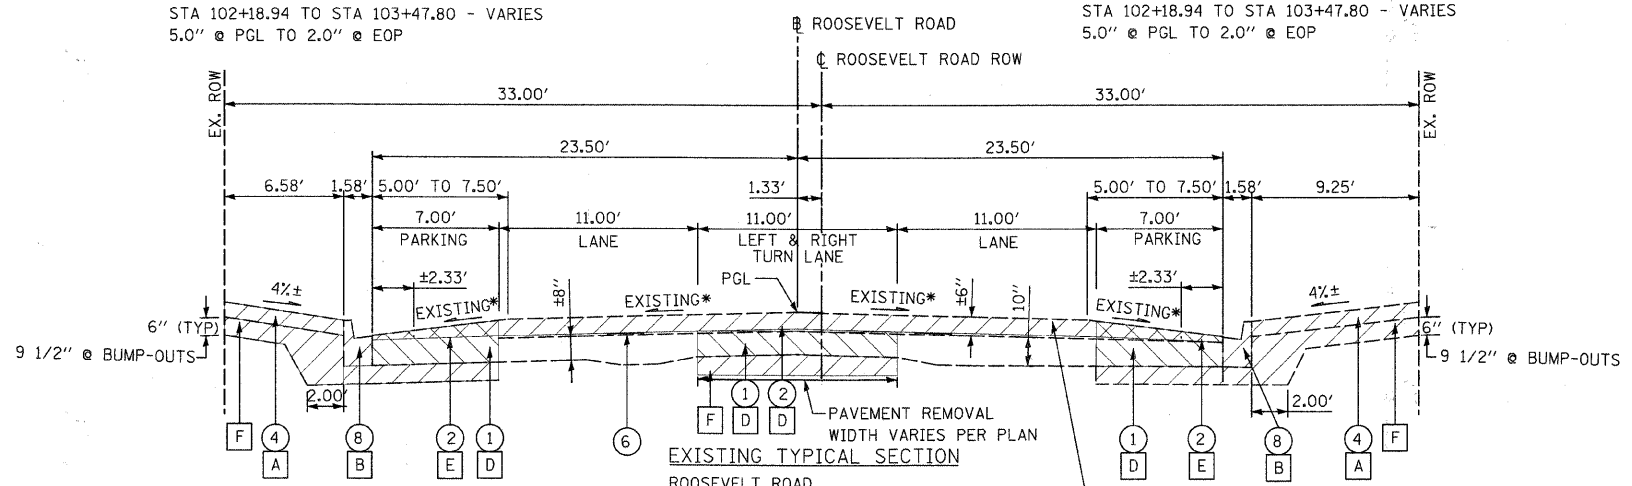 STA 102+18.94 TO STA 103+47.80 - VARIES
5.0" @ PGL TO 2.0" @ EOP
STA 102+18.94 TO STA 103+47.80 - VARIES
5.0" @ PGL TO 2.0" @ EOP
B ROOSEVELT ROAD
℄ ROOSEVELT ROAD ROW
EX. ROW
33.00'
33.00'
EX. ROW
23.50'
23.50'
6.58'
1.58'
5.00' TO 7.50'
1.33'
5.00' TO 7.50'
1.58'
9.25'
7.00'
PARKING
11.00'
LANE
11.00'
LEFT & RIGHT
TURN LANE
11.00'
LANE
7.00'
PARKING
PGL
±2.33'
±2.33'
4%±
EXISTING*
±8"
EXISTING*
EXISTING*
±6"
10"
EXISTING*
4%±
6" (TYP)
9 1/2" @ BUMP-OUTS
6" (TYP)
9 1/2" @ BUMP-OUTS
2.00'
2.00'
F
4
A
8
B
2
E
1
D
6
F
1
D
2
D
PAVEMENT REMOVAL
WIDTH VARIES PER PLAN
1
D
2
E
8
B
4
A
F
EXISTING TYPICAL SECTION
ROOSEVELT ROAD